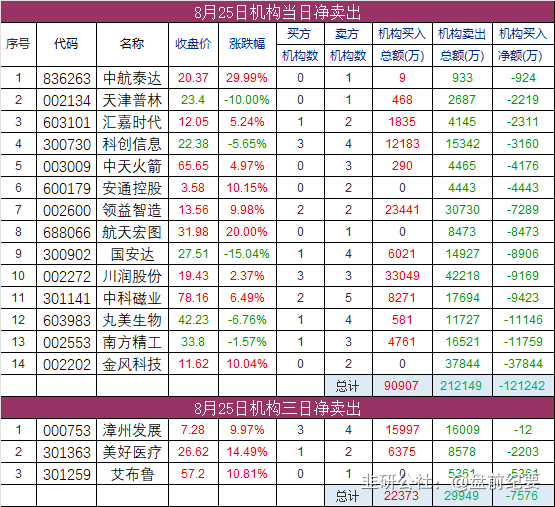 8月25日机构当日净卖出
序号 代码 名称 收盘价 涨跌幅 买方机构数 卖方机构数 机构买入总额(万) 机构卖出总额(万) 机构买入净额(万)
1 836263 中航泰达 20.37 29.99% 0 1 9 933 -924
2 002134 天津普林 23.4 -10.00% 0 1 468 2687 -2219
3 603101 汇嘉时代 12.05 5.24% 1 2 1835 4145 -2311
4 300730 科创信息 22.38 -5.65% 3 4 12183 15342 -3160
5 003009 中天火箭 65.65 4.97% 0 3 290 4465 -4176
6 600179 安通控股 3.58 10.15% 0 2 0 4443 -4443
7 002600 领益智造 13.56 9.98% 2 2 23441 30730 -7289
8 688066 航天宏图 31.98 20.00% 0 1 0 8473 -8473
9 300902 国安达 27.51 -15.04% 1 4 6021 14927 -8906
10 002272 川润股份 19.43 2.37% 3 3 33049 42218 -9169
11 301141 中科磁业 78.16 6.49% 2 5 8271 17694 -9423
12 603983 丸美生物 42.23 -6.76% 1 4 581 11727 -11146
13 002553 南方精工 33.8 -1.57% 1 3 4761 16521 -11759
14 002202 金风科技 11.62 10.04% 0 2 0 37844 -37844
总计 90907 212149 -121242
8月25日机构三日净卖出
1 000753 漳州发展 7.28 9.97% 3 4 15997 16009 -12
2 301363 美好医疗 26.62 14.49% 1 2 6375 8578 -2203
3 301259 艾布鲁 57.2 10.81% 0 1 0 5361 -5361
总计 22373 29949 -7576
韭研公社：@盘前纪要